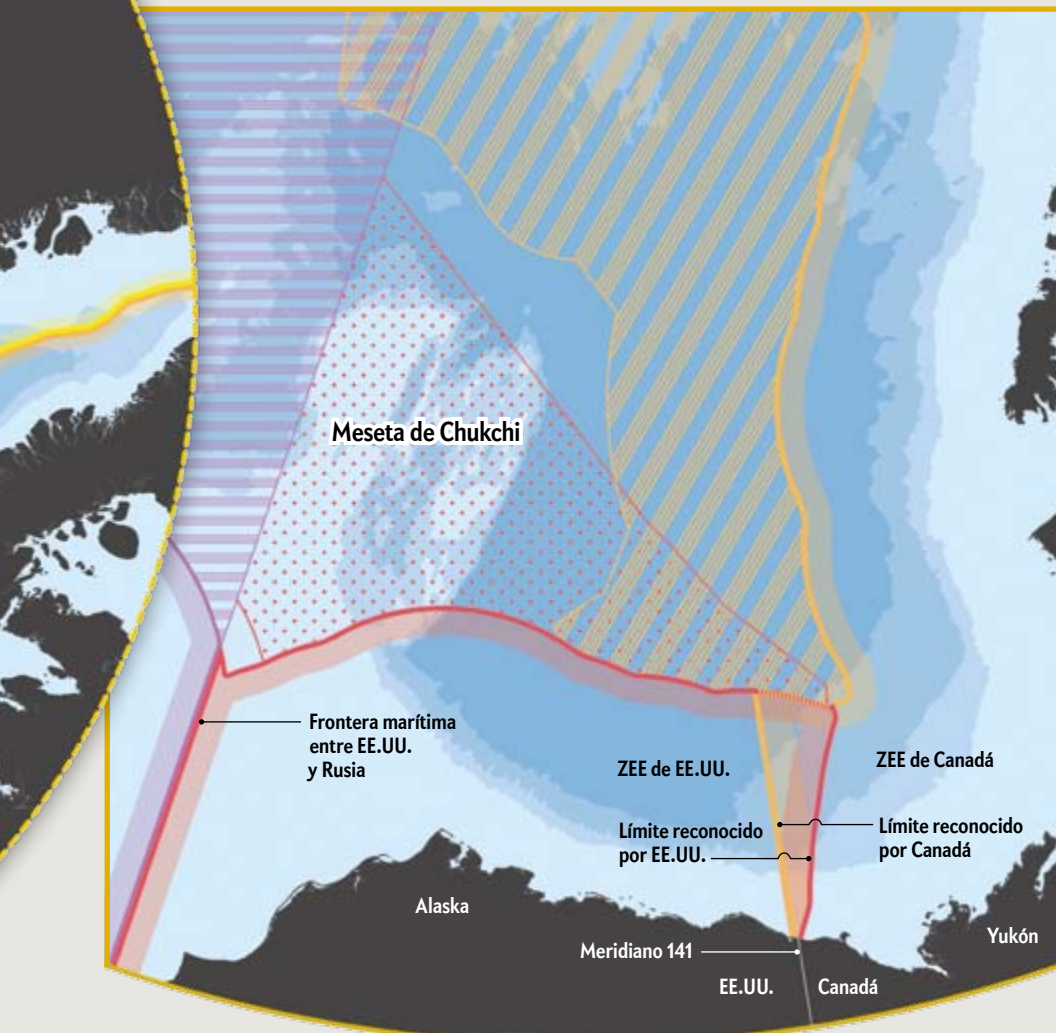 Meseta de Chukchi
Frontera marítima
entre EE.UU.
y Rusia
ZEE de EE.UU.
ZEE de Canadá
Límite reconocido
por EE.UU.
Límite reconocido
por Canadá
Alaska
Meridiano 141
Yukón
EE.UU.
Canadá